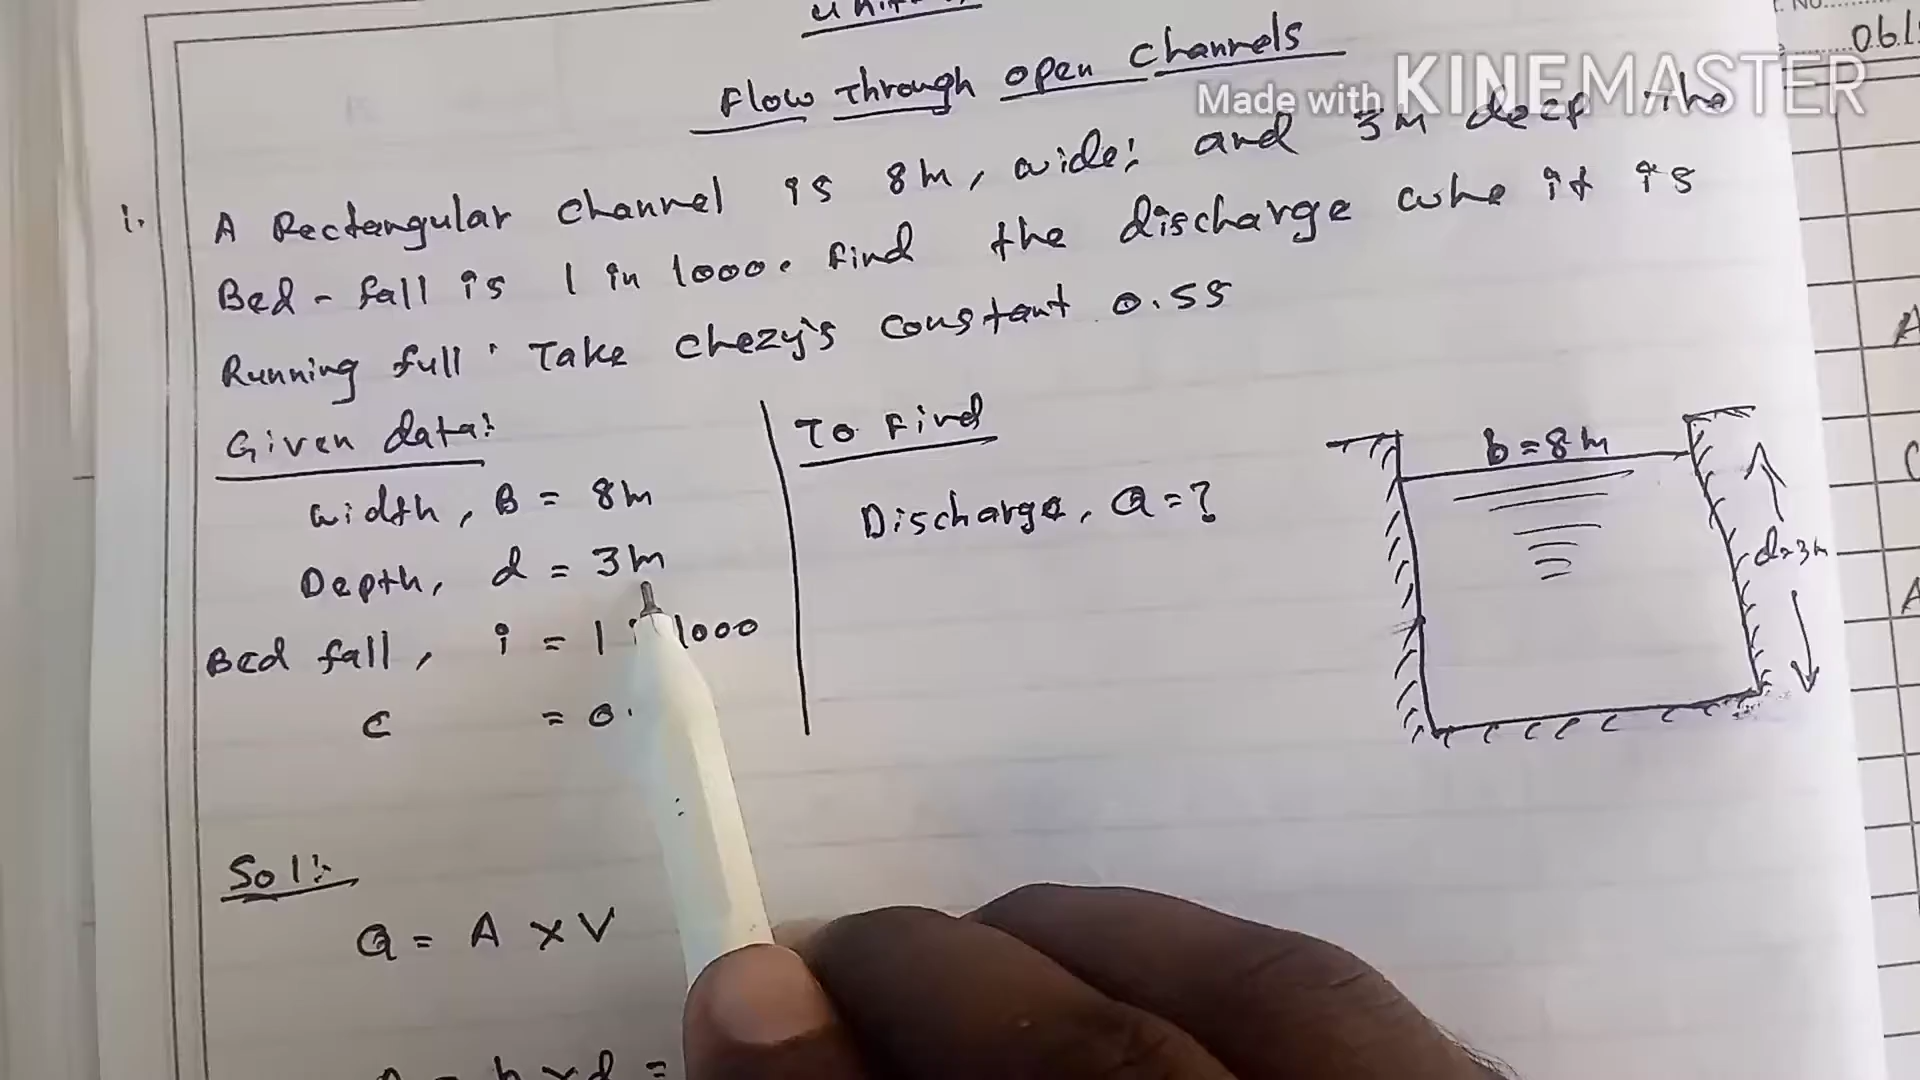 Flow Through open Channels
Made with KINEMASTER
061
1. A Rectangular channel is 8m, wide; and 3m deep The
Bed - fall is 1 in 1000. find the discharge whe it is
Running full. Take chezy's constant 0.55
Given data:
To Find
width, B = 8m
b = 8m
Discharge, Q = ?
Depth, d = 3m
d = 3m
Bed fall, i = 1 1000
C = 0.
Sol:
Q = A × V
b × d =